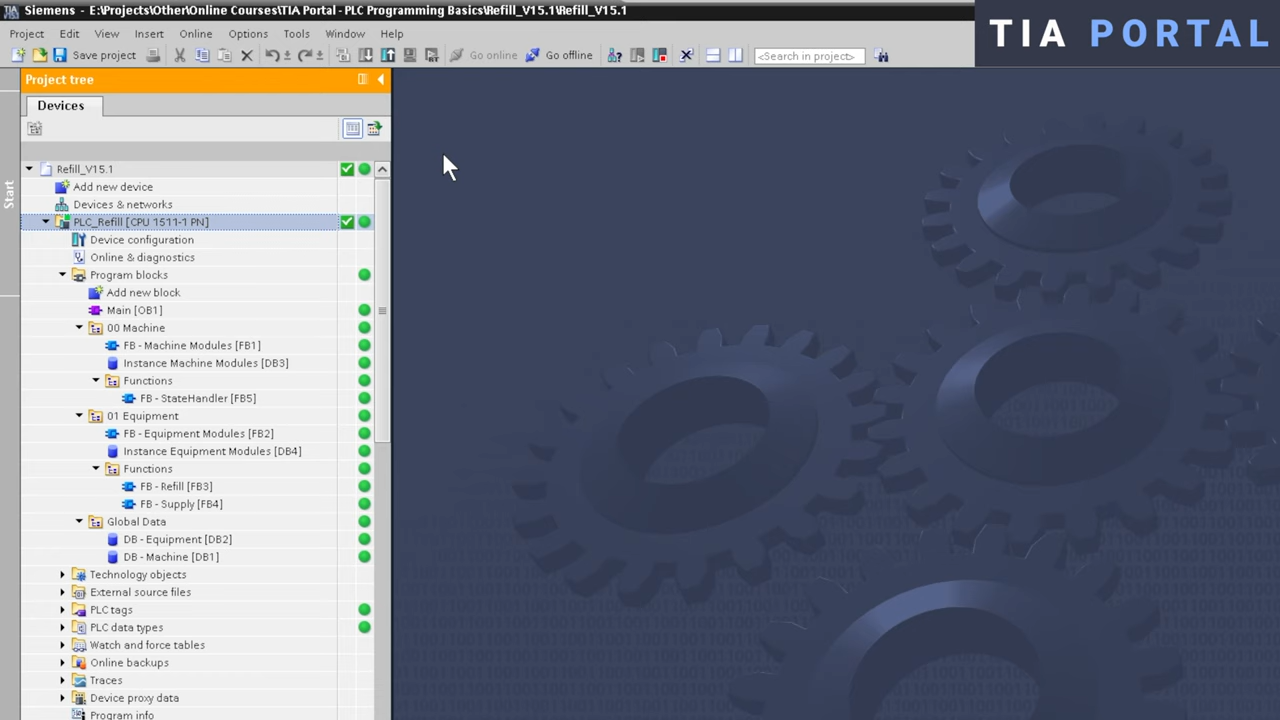 Siemens - E:\Projects\Other\Online Courses\TIA Portal - PLC Programming Basics\Refill_V15.1\Refill_V15.1
TIA PORTAL
Project Edit View Insert Online Options Tools Window Help
Save project Go online Go offline <Search in project>
Project tree
Devices
Start
Refill_V15.1
Add new device
Devices & networks
PLC_Refill [CPU 1511-1 PN]
Device configuration
Online & diagnostics
Program blocks
Add new block
Main [OB1]
00 Machine
FB - Machine Modules [FB1]
Instance Machine Modules [DB3]
Functions
FB - StateHandler [FB5]
01 Equipment
FB - Equipment Modules [FB2]
Instance Equipment Modules [DB4]
Functions
FB - Refill [FB3]
FB - Supply [FB4]
Global Data
DB - Equipment [DB2]
DB - Machine [DB1]
Technology objects
External source files
PLC tags
PLC data types
Watch and force tables
Online backups
Traces
Device proxy data
Program info